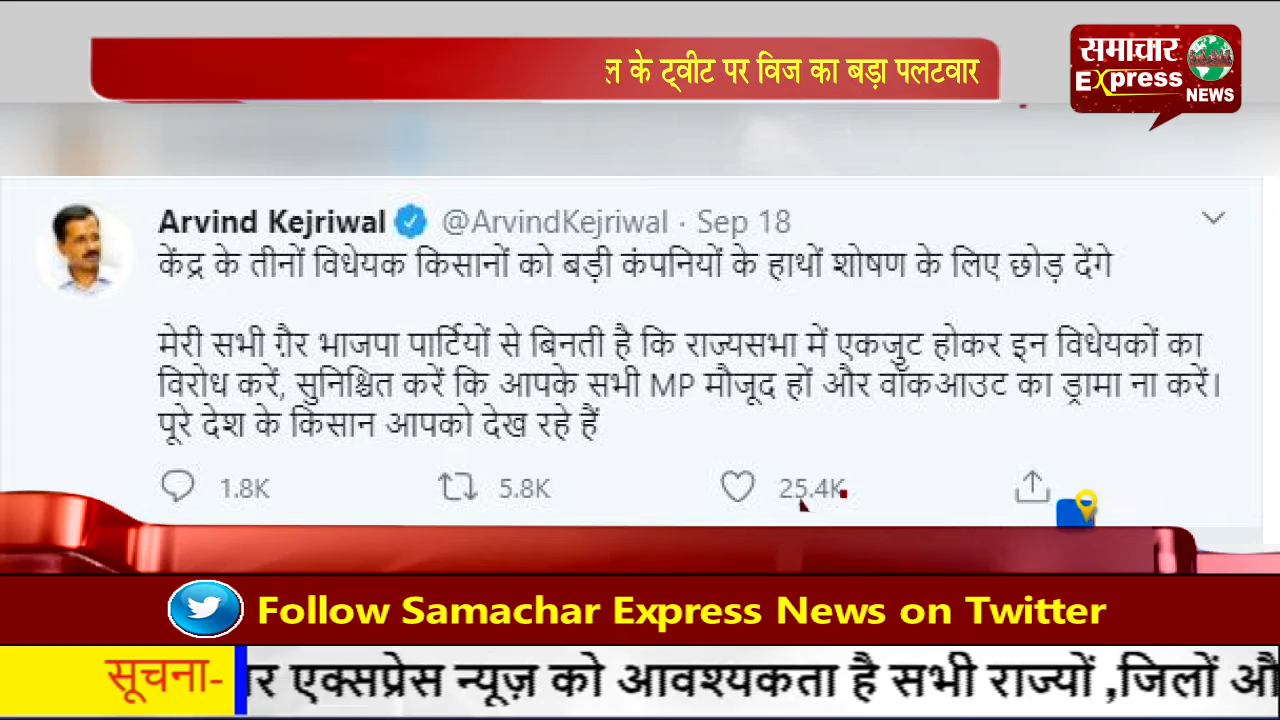 के ट्वीट पर विज का बड़ा पलटवार
समाचार
Express
NEWS
Arvind Kejriwal @ArvindKejriwal · Sep 18
केंद्र के तीनों विधेयक किसानों को बड़ी कंपनियों के हाथों शोषण के लिए छोड़ देंगे
मेरी सभी ग़ैर भाजपा पार्टियों से बिनती है कि राज्यसभा में एकजुट होकर इन विधेयकों का
विरोध करें, सुनिश्चित करें कि आपके सभी MP मौजूद हों और वॉकआउट का ड्रामा ना करें।
पूरे देश के किसान आपको देख रहे हैं
1.8K 5.8K 25.4K
Follow Samachar Express News on Twitter
सूचना- र एक्सप्रेस न्यूज़ को आवश्यकता है सभी राज्यों ,जिलों औ